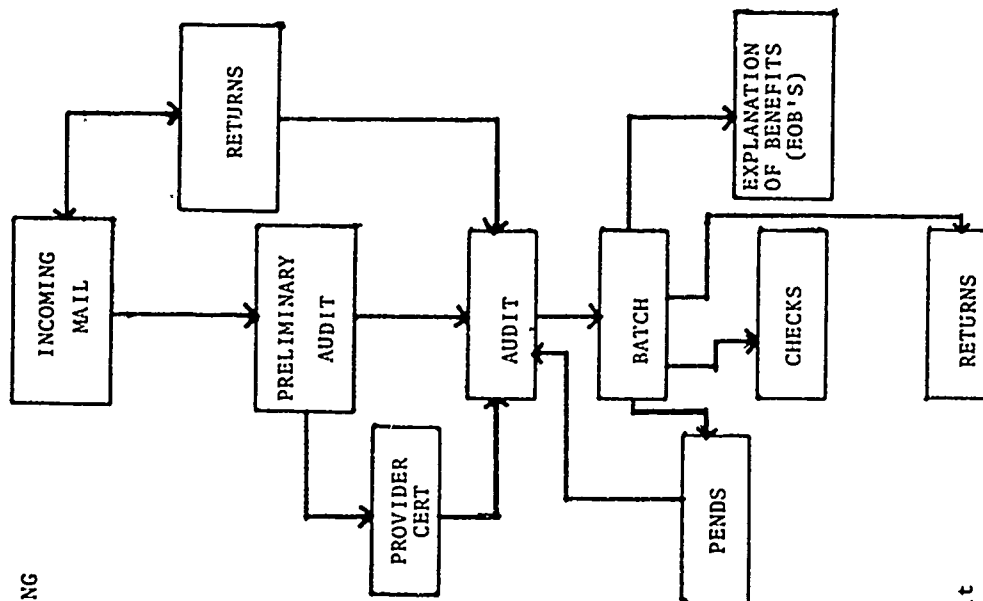 INCOMING
MAIL
RETURNS
PRELIMINARY
AUDIT
PROVIDER
CERT
AUDIT
BATCH
EXPLANATION
OF BENEFITS
(EOB'S)
PENDS
CHECKS
RETURNS
NG
t